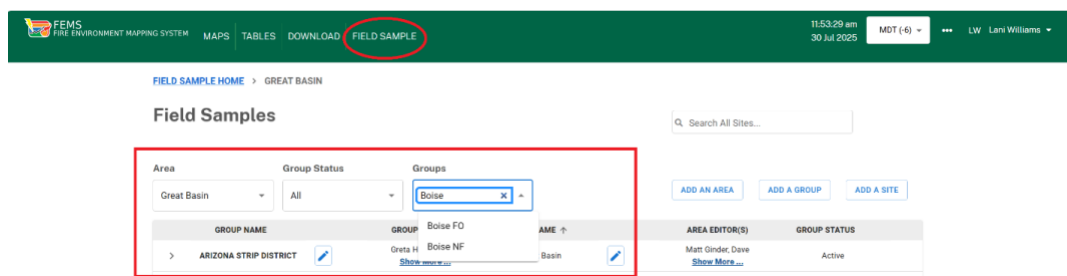 FEMS
FIRE ENVIRONMENT MAPPING SYSTEM
MAPS TABLES DOWNLOAD FIELD SAMPLE
11:53:29 am
30 Jul 2025
MDT (-6)
LW Lani Williams
FIELD SAMPLE HOME > GREAT BASIN
Field Samples
Search All Sites...
Area Group Status Groups
Great Basin All Boise
ADD AN AREA ADD A GROUP ADD A SITE
Boise FO
Boise NF
GROUP NAME GROUP AME AREA EDITOR(S) GROUP STATUS
ARIZONA STRIP DISTRICT Greta H Basin Matt Ginder, Dave Active
Show More ... Show More ...